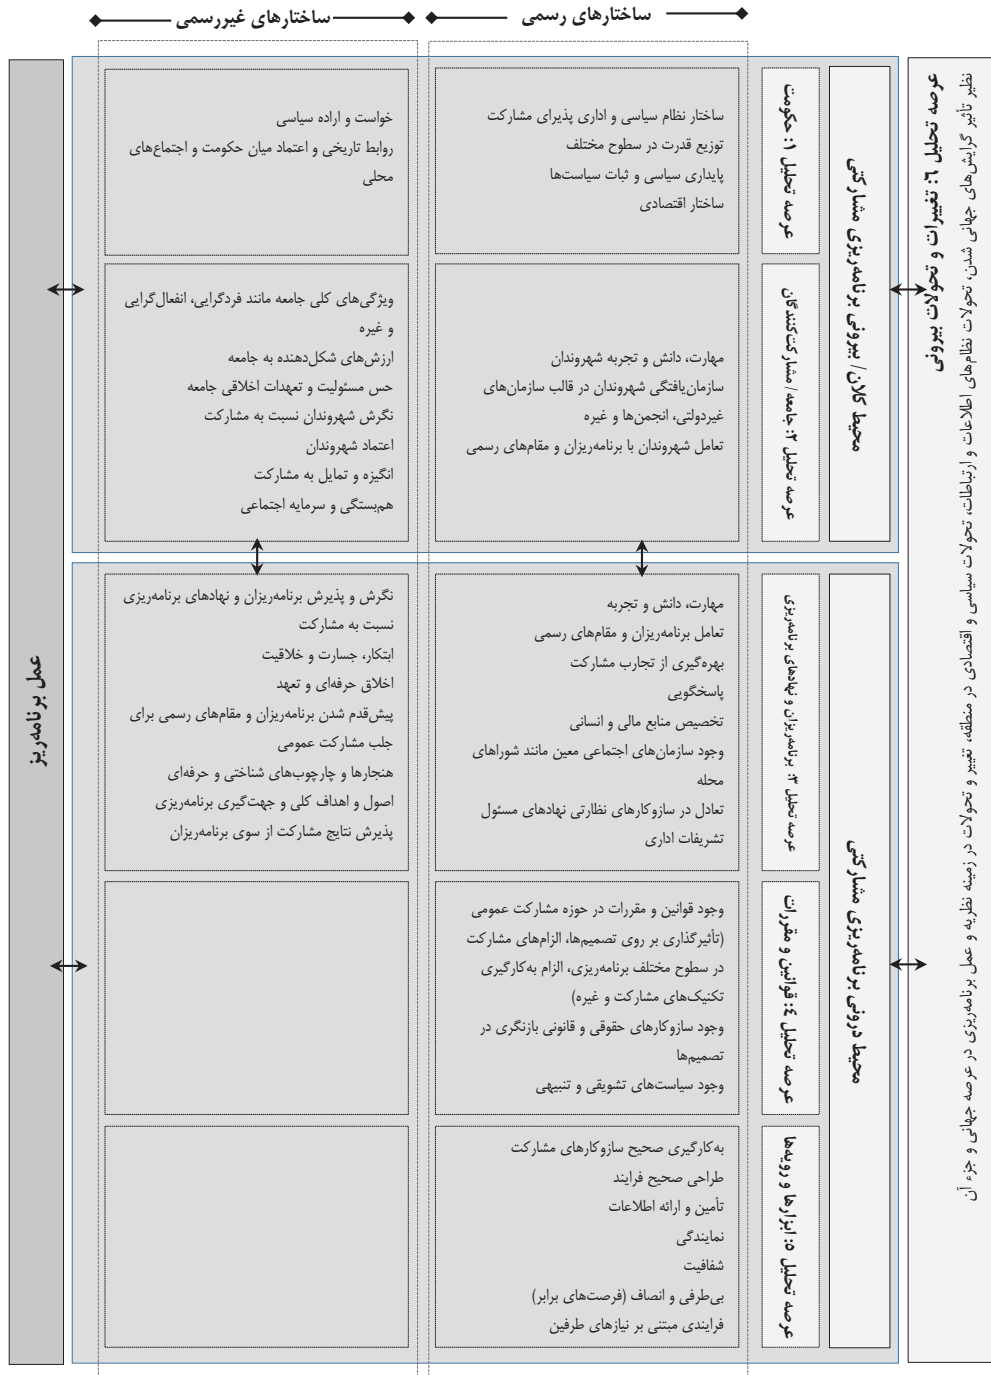 ساختارهای رسمی
ساختارهای غیررسمی
عرصه تحلیل ۶: تغییرات و تحولات بیرونی
نظیر تأثیر گرایش‌های جهانی شدن، تحولات نظام‌های اطلاعات و ارتباطات، تحولات سیاسی و اقتصادی در منطقه، تغییر و تحولات در زمینه نظریه و عمل برنامه‌ریزی در عرصه جهانی و جزء آن
محیط کلان/ بیرونی برنامه‌ریزی مشارکتی
عرصه تحلیل ۱: حکومت
ساختار نظام سیاسی و اداری پذیرای مشارکت
توزیع قدرت در سطوح مختلف
پایداری سیاسی و ثبات سیاست‌ها
ساختار اقتصادی
خواست و اراده سیاسی
روابط تاریخی و اعتماد میان حکومت و اجتماع‌های
محلی
عرصه تحلیل ۲: جامعه/ مشارکت‌کنندگان
مهارت، دانش و تجربه شهروندان
سازمان‌یافتگی شهروندان در قالب سازمان‌های
غیردولتی، انجمن‌ها و غیره
تعامل شهروندان با برنامه‌ریزان و مقام‌های رسمی
ویژگی‌های کلی جامعه مانند فردگرایی، انفعال‌گرایی
و غیره
ارزش‌های شکل‌دهنده به جامعه
حس مسئولیت و تعهدات اخلاقی جامعه
نگرش شهروندان نسبت به مشارکت
اعتماد شهروندان
انگیزه و تمایل به مشارکت
هم‌بستگی و سرمایه اجتماعی
محیط درونی برنامه‌ریزی مشارکتی
عرصه تحلیل ۳: برنامه‌ریزان و نهادهای برنامه‌ریزی
مهارت، دانش و تجربه
تعامل برنامه‌ریزان و مقام‌های رسمی
بهره‌گیری از تجارب مشارکت
پاسخگویی
تخصیص منابع مالی و انسانی
وجود سازمان‌های اجتماعی معین مانند شوراهای
محله
تعادل در سازوکارهای نظارتی نهادهای مسئول
تشریفات اداری
نگرش و پذیرش برنامه‌ریزان و نهادهای برنامه‌ریزی
نسبت به مشارکت
ابتکار، جسارت و خلاقیت
اخلاق حرفه‌ای و تعهد
پیش‌قدم شدن برنامه‌ریزان و مقام‌های رسمی برای
جلب مشارکت عمومی
هنجارها و چارچوب‌های شناختی و حرفه‌ای
اصول و اهداف کلی و جهت‌گیری برنامه‌ریزی
پذیرش نتایج مشارکت از سوی برنامه‌ریزان
عرصه تحلیل ٤: قوانین و مقررات
وجود قوانین و مقررات در حوزه مشارکت عمومی
(تأثیرگذاری بر روی تصمیم‌ها، الزام‌های مشارکت
در سطوح مختلف برنامه‌ریزی، الزام به‌کارگیری
تکنیک‌های مشارکت و غیره)
وجود سازوکارهای حقوقی و قانونی بازنگری در
تصمیم‌ها
وجود سیاست‌های تشویقی و تنبیهی
عرصه تحلیل ۵: ابزارها و رویه‌ها
به‌کارگیری صحیح سازوکارهای مشارکت
طراحی صحیح فرایند
تأمین و ارائه اطلاعات
نمایندگی
شفافیت
بی‌طرفی و انصاف (فرصت‌های برابر)
فرایندی مبتنی بر نیازهای طرفین
عمل برنامه‌ریز